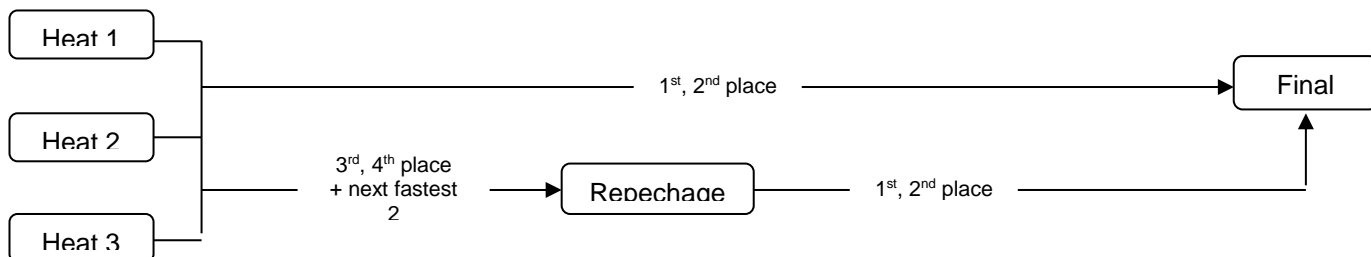 Heat 1
1st, 2nd place
Final
Heat 2
3rd, 4th place
+ next fastest
2
Repechage
1st, 2nd place
Heat 3